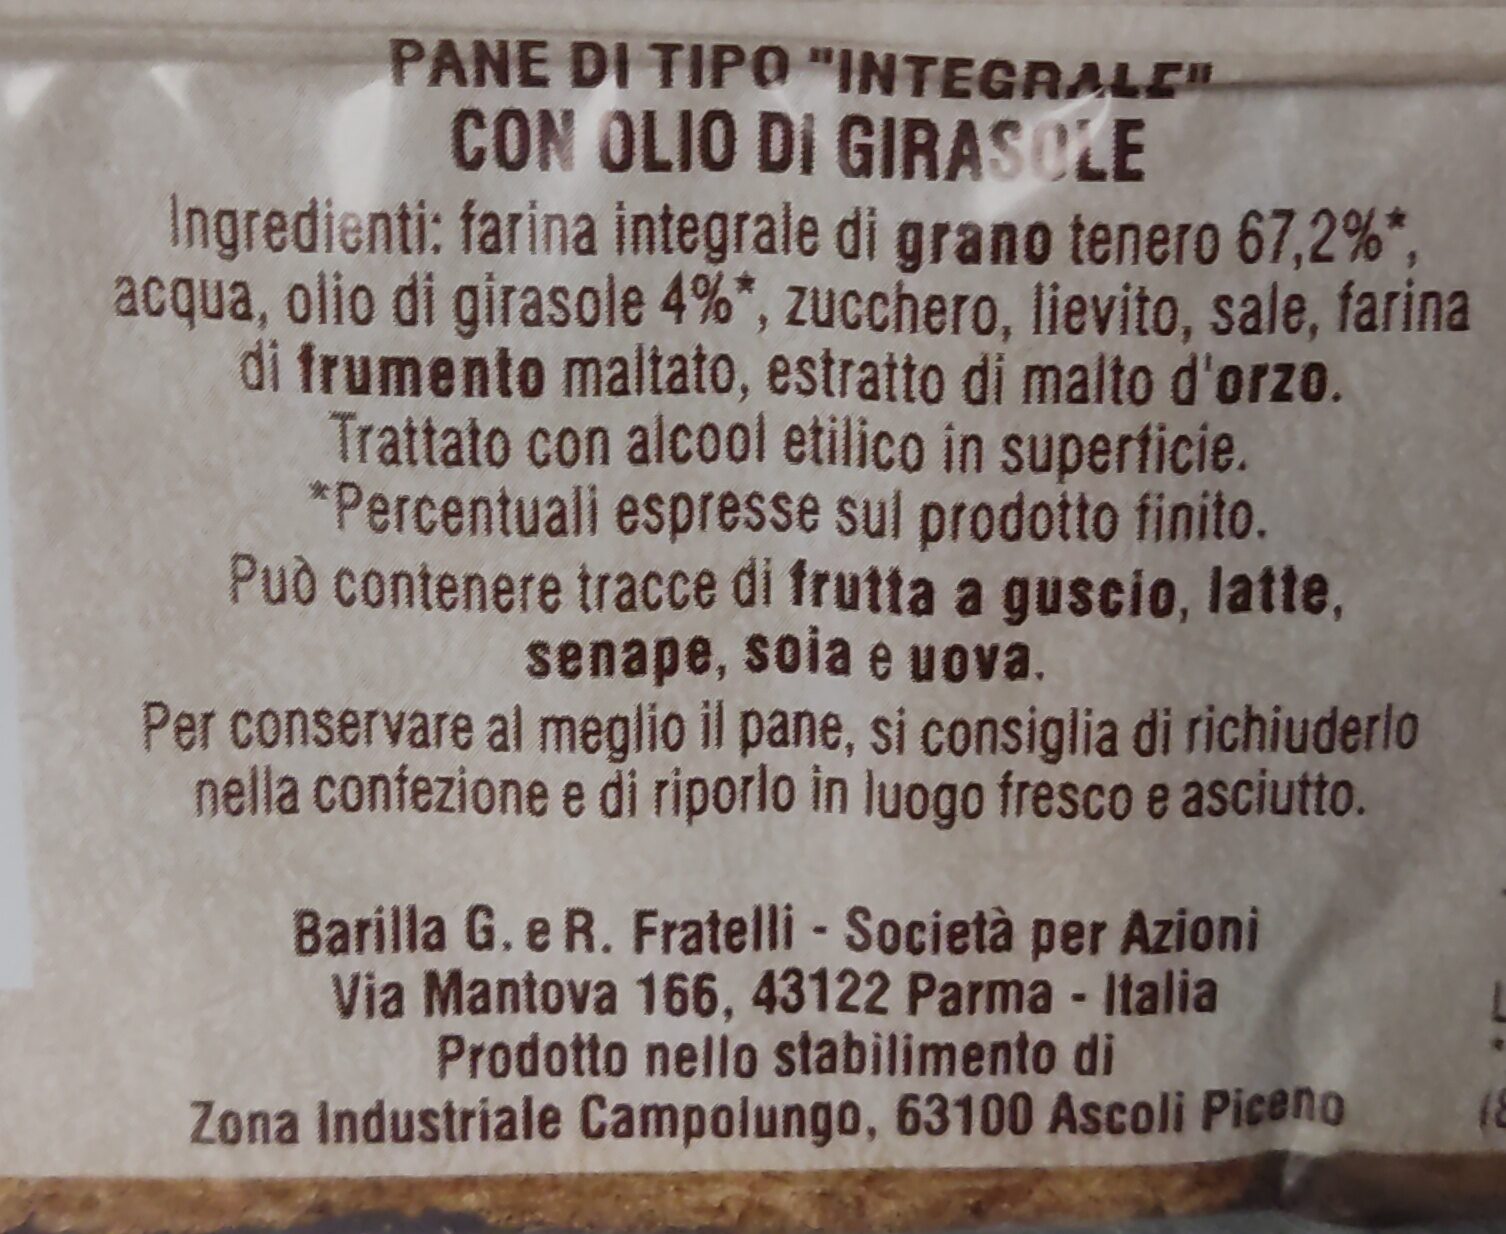 PANE DI TIPO "INTEGRALE"
CON OLIO DI GIRASOLE
Ingredienti: farina integrale di grano tenero 67,2%*,
acqua, olio di girasole 4%*, zucchero, lievito, sale, farina
di frumento maltato, estratto di malto d'orzo.
Trattato con alcool etilico in superficie.
*Percentuali espresse sul prodotto finito.
Può contenere tracce di frutta a guscio, latte,
senape, soia e uova.
Per conservare al meglio il pane, si consiglia di richiuderlo
nella confezione e di riporlo in luogo fresco e asciutto.
Barilla G. e R. Fratelli - Società per Azioni
Via Mantova 166, 43122 Parma - Italia
Prodotto nello stabilimento di
Zona Industriale Campolungo, 63100 Ascoli Piceno